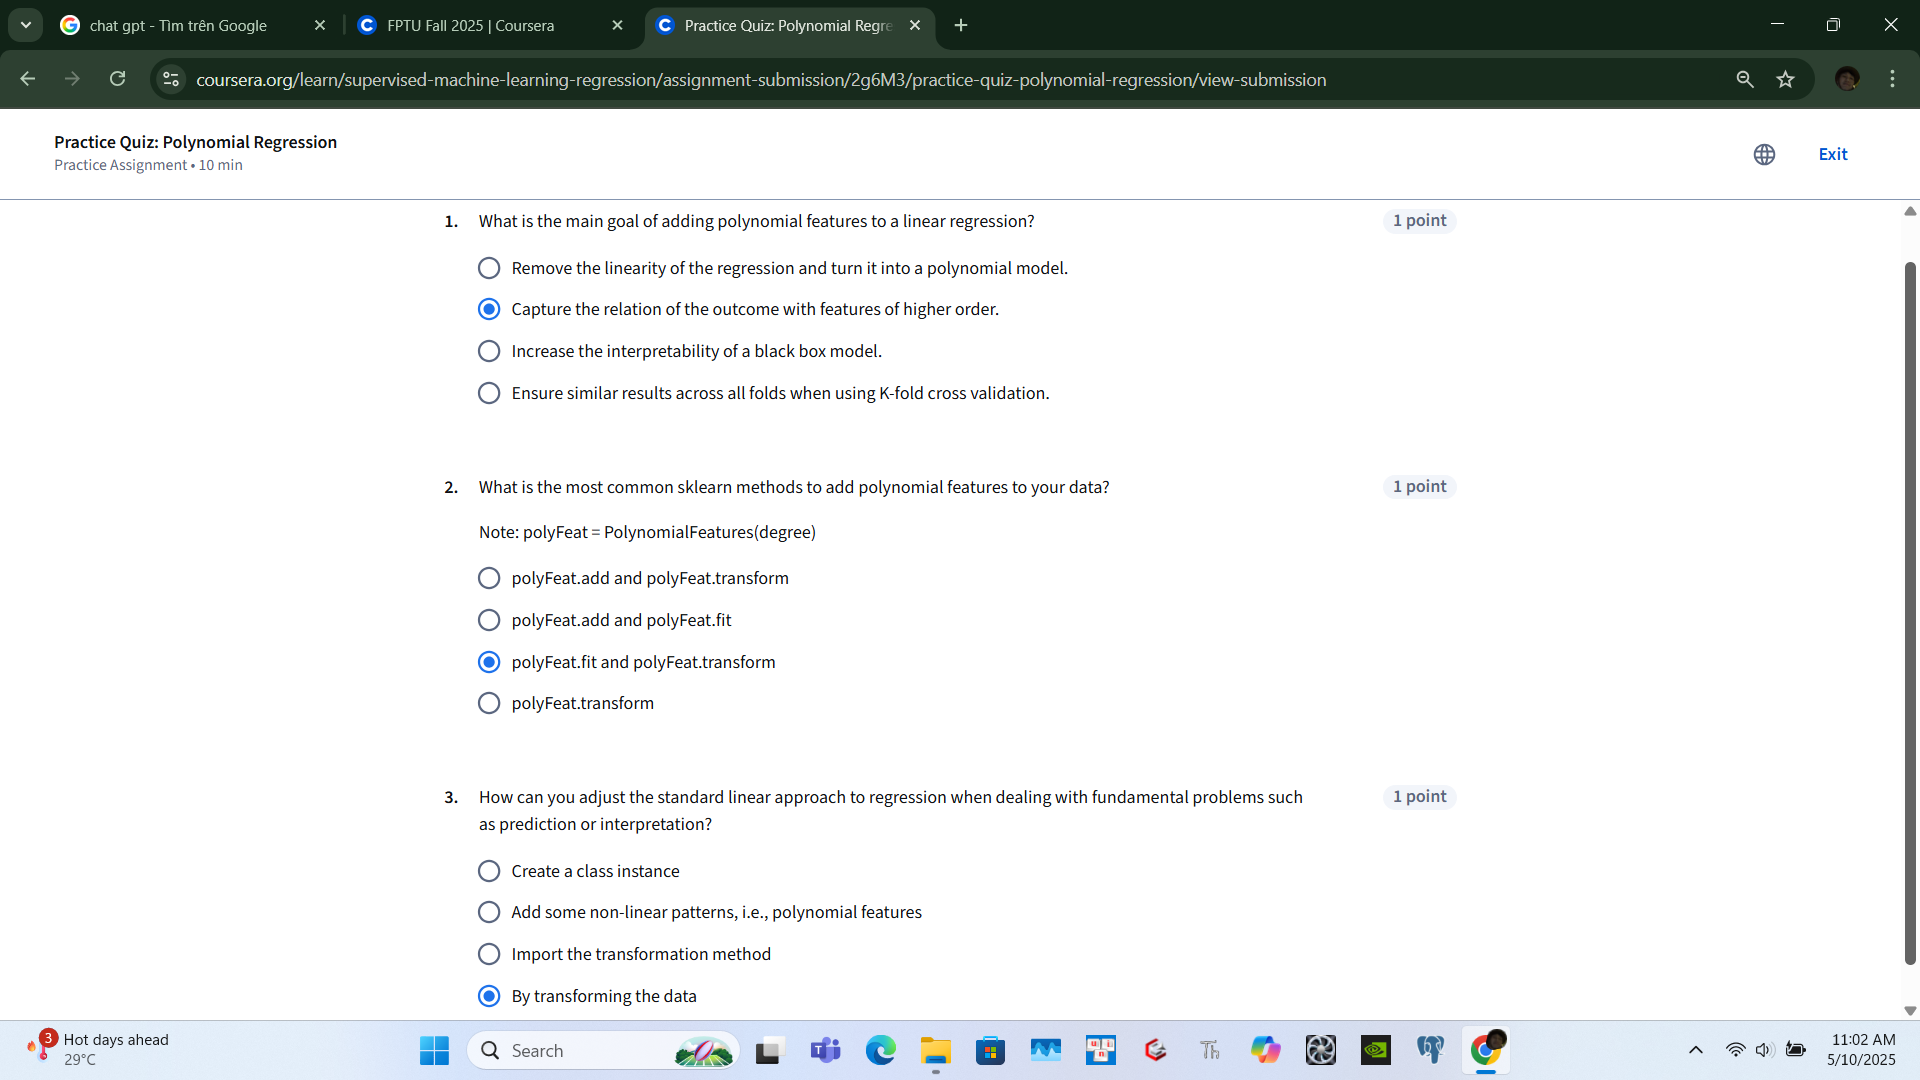 chat gpt - Tìm trên Google
FPTU Fall 2025 | Coursera
Practice Quiz: Polynomial Regre
coursera.org/learn/supervised-machine-learning-regression/assignment-submission/2g6M3/practice-quiz-polynomial-regression/view-submission
Practice Quiz: Polynomial Regression
Practice Assignment • 10 min
Exit
1. What is the main goal of adding polynomial features to a linear regression?
1 point
Remove the linearity of the regression and turn it into a polynomial model.
Capture the relation of the outcome with features of higher order.
Increase the interpretability of a black box model.
Ensure similar results across all folds when using K-fold cross validation.
2. What is the most common sklearn methods to add polynomial features to your data?
1 point
Note: polyFeat = PolynomialFeatures(degree)
polyFeat.add and polyFeat.transform
polyFeat.add and polyFeat.fit
polyFeat.fit and polyFeat.transform
polyFeat.transform
3. How can you adjust the standard linear approach to regression when dealing with fundamental problems such
as prediction or interpretation?
1 point
Create a class instance
Add some non-linear patterns, i.e., polynomial features
Import the transformation method
By transforming the data
3
Hot days ahead
29°C
Search
Th
11:02 AM
5/10/2025